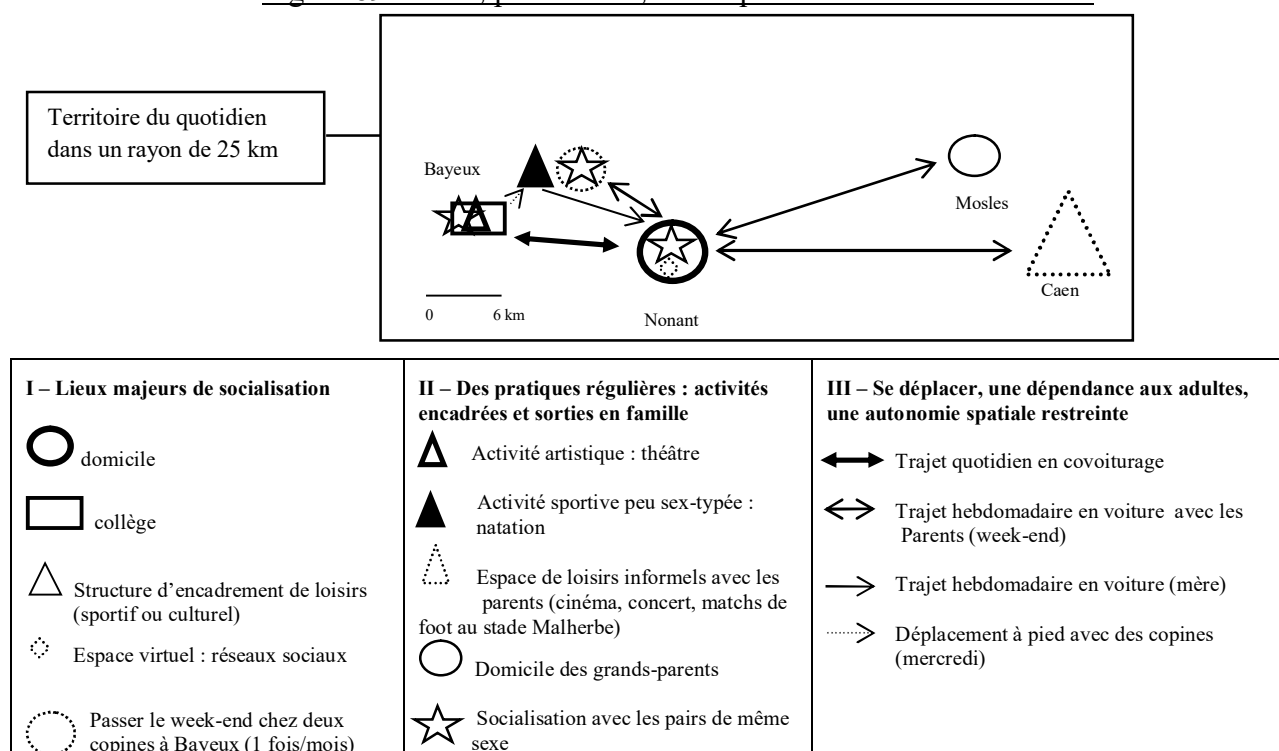 Territoire du quotidien
dans un rayon de 25 km
Bayeux
Mosles
Caen
0 6 km
Nonant
I – Lieux majeurs de socialisation
domicile
collège
Structure d’encadrement de loisirs
(sportif ou culturel)
Espace virtuel : réseaux sociaux
Passer le week-end chez deux
copines à Bayeux (1 fois/mois)
II – Des pratiques régulières : activités
encadrées et sorties en famille
Activité artistique : théâtre
Activité sportive peu sex-typée :
natation
Espace de loisirs informels avec les
parents (cinéma, concert, matchs de
foot au stade Malherbe)
Domicile des grands-parents
Socialisation avec les pairs de même
sexe
III – Se déplacer, une dépendance aux adultes,
une autonomie spatiale restreinte
Trajet quotidien en covoiturage
Trajet hebdomadaire en voiture avec les
Parents (week-end)
Trajet hebdomadaire en voiture (mère)
Déplacement à pied avec des copines
(mercredi)